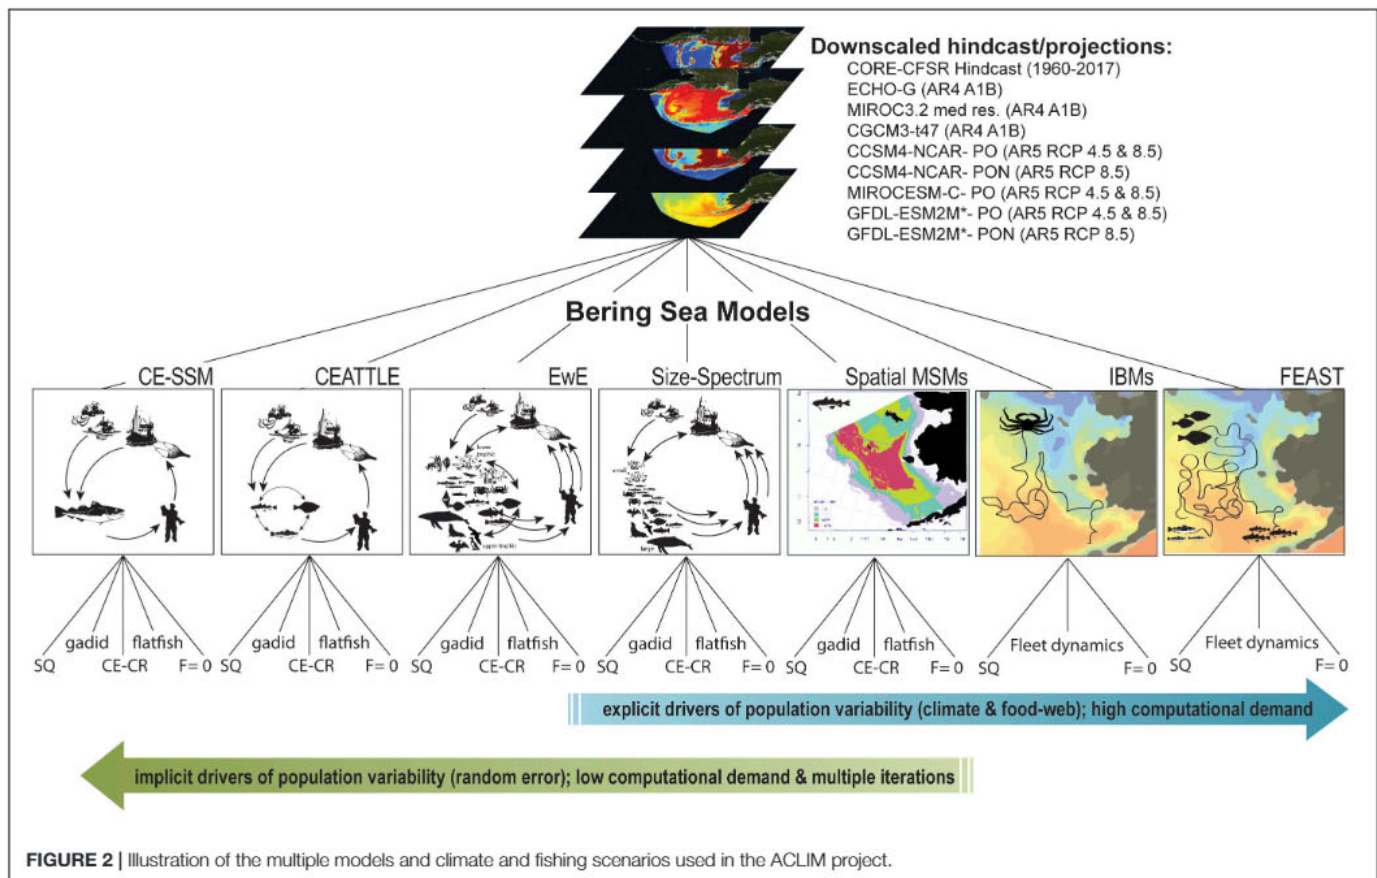 Downscaled hindcast/projections:
CORE-CFSR Hindcast (1960-2017)
ECHO-G (AR4 A1B)
MIROC3.2 med res. (AR4 A1B)
CGCM3-t47 (AR4 A1B)
CCSM4-NCAR- PO (AR5 RCP 4.5 & 8.5)
CCSM4-NCAR- PON (AR5 RCP 8.5)
MIROCESM-C- PO (AR5 RCP 4.5 & 8.5)
GFDL-ESM2M*- PO (AR5 RCP 4.5 & 8.5)
GFDL-ESM2M*- PON (AR5 RCP 8.5)
Bering Sea Models
CE-SSM CEATTLE EwE Size-Spectrum Spatial MSMs IBMs FEAST
small
large
gadid flatfish gadid flatfish gadid flatfish gadid flatfish gadid flatfish Fleet dynamics Fleet dynamics
SQ CE-CR F= 0 SQ CE-CR F= 0 SQ CE-CR F= 0 SQ CE-CR F= 0 SQ CE-CR F= 0 SQ F= 0 SQ F= 0
explicit drivers of population variability (climate & food-web); high computational demand
implicit drivers of population variability (random error); low computational demand & multiple iterations
FIGURE 2 | Illustration of the multiple models and climate and fishing scenarios used in the ACLIM project.